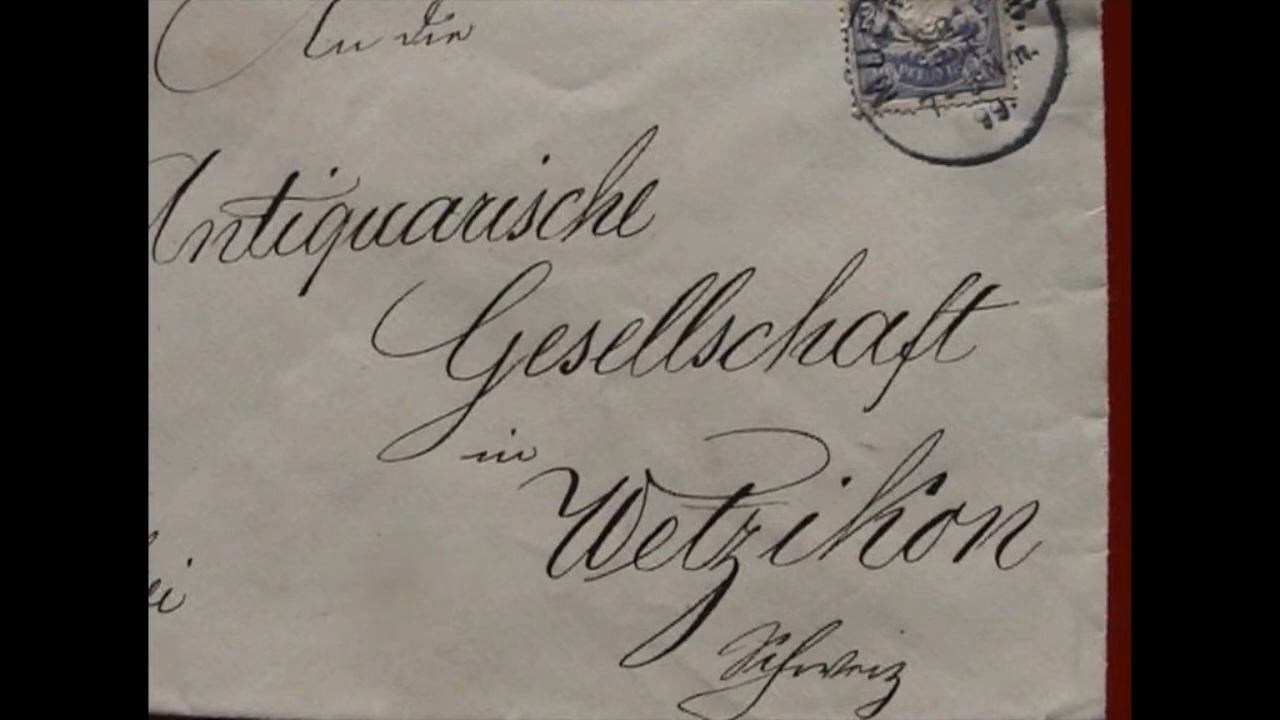 An die
Antiquarische
Gesellschaft
in
Wetzikon
Schweiz